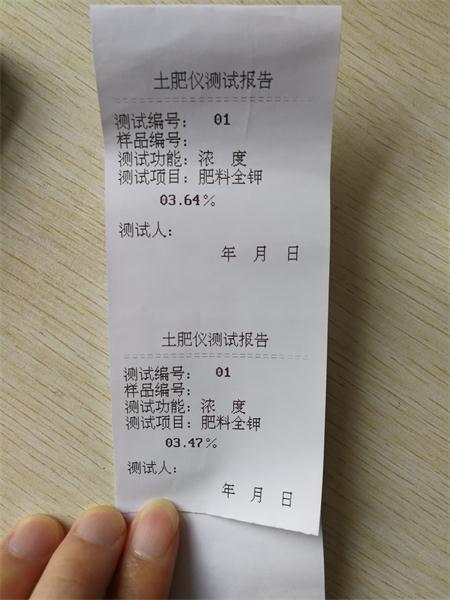 土肥仪测试报告
测试编号： 01
样品编号：
测试功能：浓 度
测试项目：肥料全钾
03.64%
测试人：
年 月 日
土肥仪测试报告
测试编号： 01
样品编号：
测试功能：浓 度
测试项目：肥料全钾
03.47%
测试人：
年 月 日